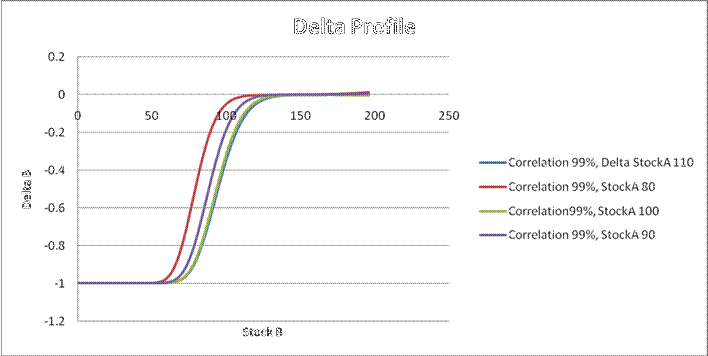 Delta Profile
0.2
0
0
50
100
150
200
250
-0.2
-0.4
-0.6
-0.8
-1
-1.2
Delta B
Stock B
Correlation 99%, Delta StockA 110
Correlation 99%, StockA 80
Correlation99%, StockA 100
Correlation 99%, StockA 90